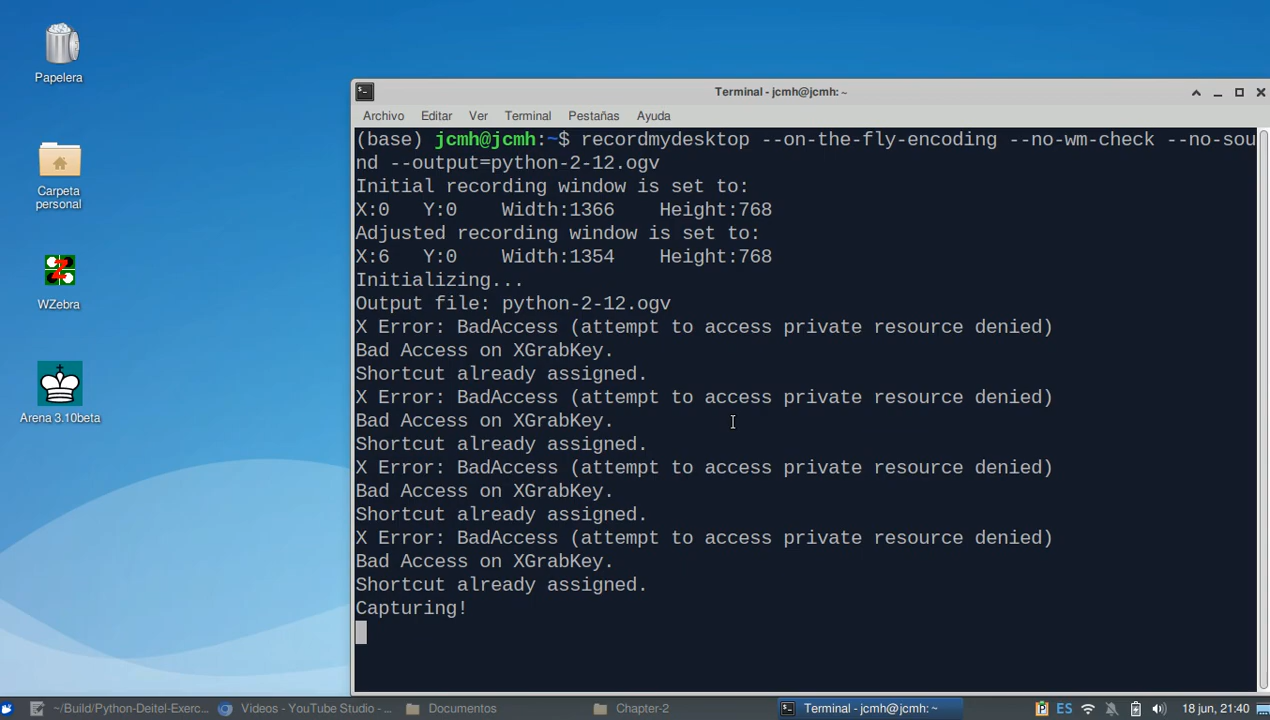 Papelera
Carpeta
personal
WZebra
Arena 3.10beta
Terminal - jcmh@jcmh: ~
Archivo Editar Ver Terminal Pestañas Ayuda
(base) jcmh@jcmh:~$ recordmydesktop --on-the-fly-encoding --no-wm-check --no-sou
nd --output=python-2-12.ogv
Initial recording window is set to:
X:0 Y:0 Width:1366 Height:768
Adjusted recording window is set to:
X:6 Y:0 Width:1354 Height:768
Initializing...
Output file: python-2-12.ogv
X Error: BadAccess (attempt to access private resource denied)
Bad Access on XGrabKey.
Shortcut already assigned.
X Error: BadAccess (attempt to access private resource denied)
Bad Access on XGrabKey.
Shortcut already assigned.
X Error: BadAccess (attempt to access private resource denied)
Bad Access on XGrabKey.
Shortcut already assigned.
X Error: BadAccess (attempt to access private resource denied)
Bad Access on XGrabKey.
Shortcut already assigned.
Capturing!
~/Build/Python-Deitel-Exerc... Videos - YouTube Studio - ... Documentos Chapter-2 Terminal - jcmh@jcmh: ~ ES 18 jun, 21:40